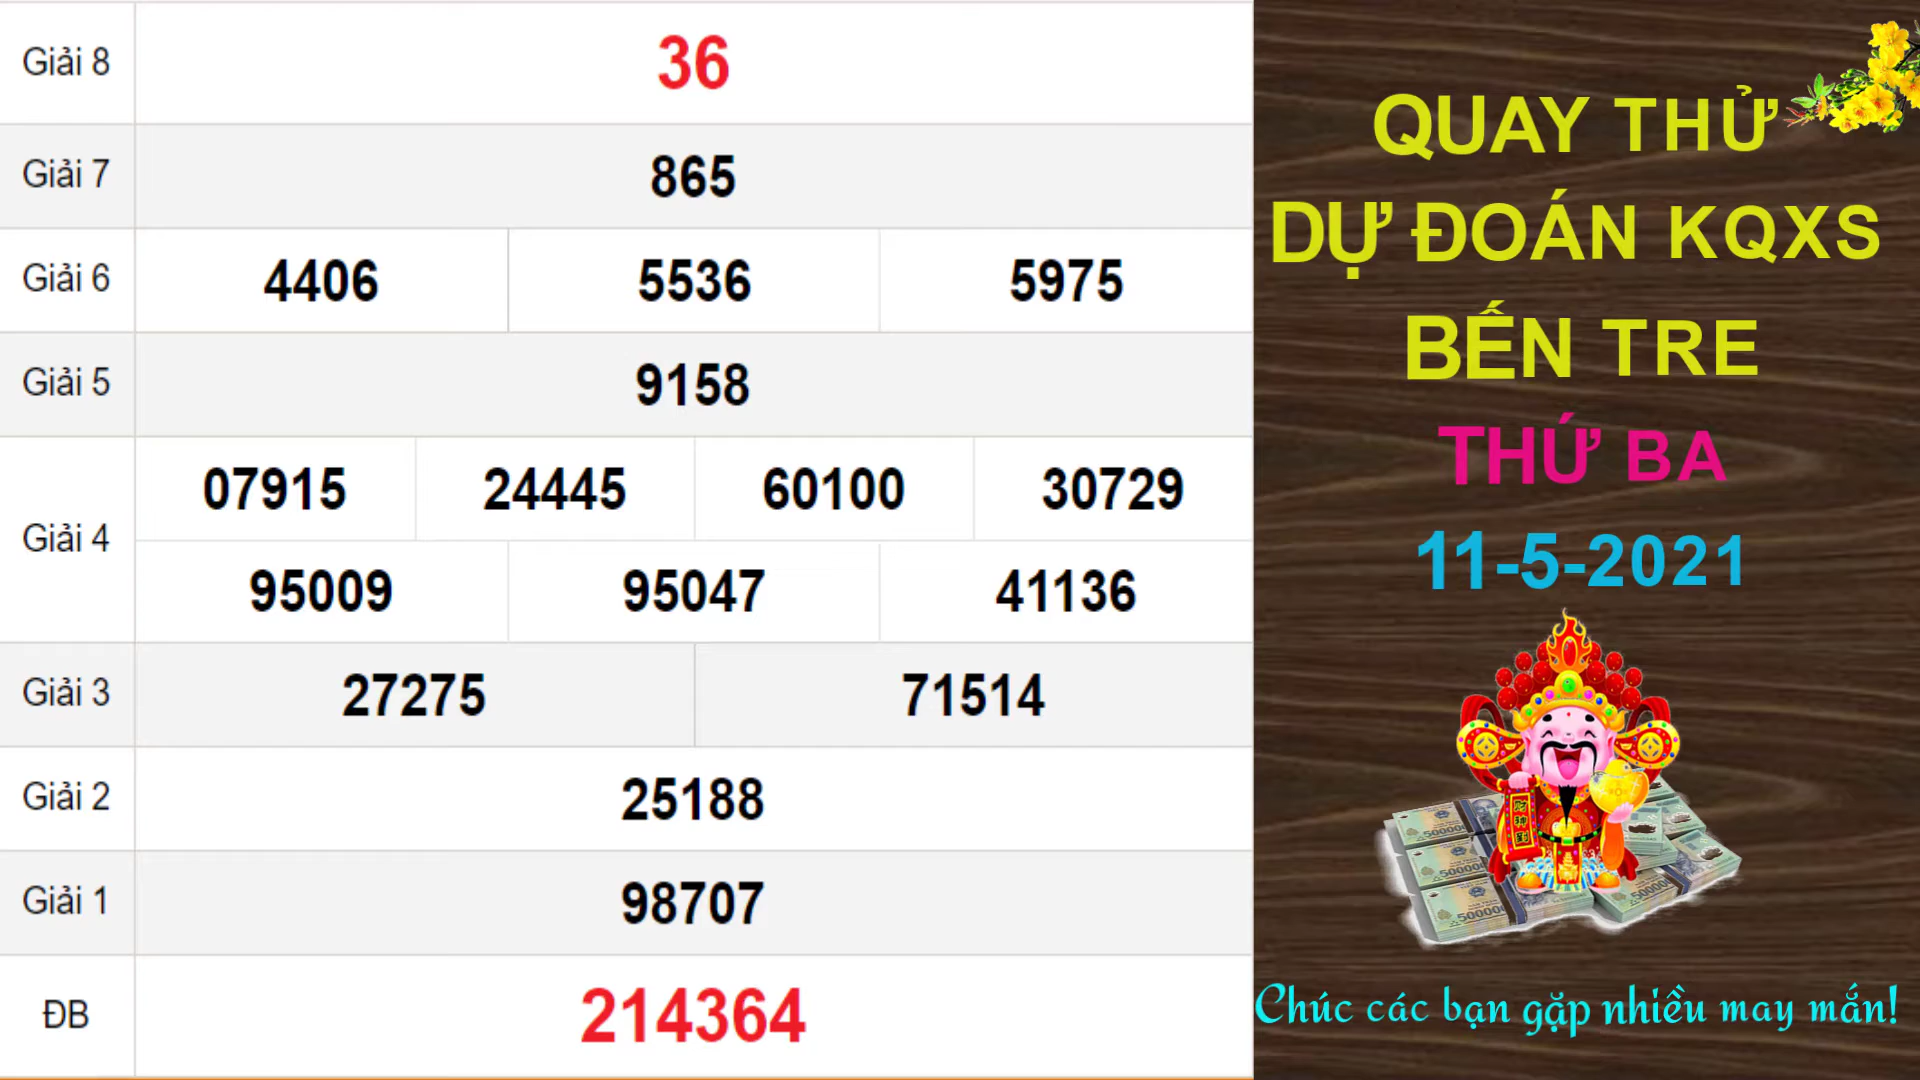 Giải 8
36
Giải 7
865
Giải 6
4406 5536 5975
Giải 5
9158
Giải 4
07915 24445 60100 30729
95009 95047 41136
Giải 3
27275 71514
Giải 2
25188
Giải 1
98707
ĐB
214364
QUAY THỬ
DỰ ĐOÁN KQXS
BẾN TRE
THỨ BA
11-5-2021
Chúc các bạn gặp nhiều may mắn!